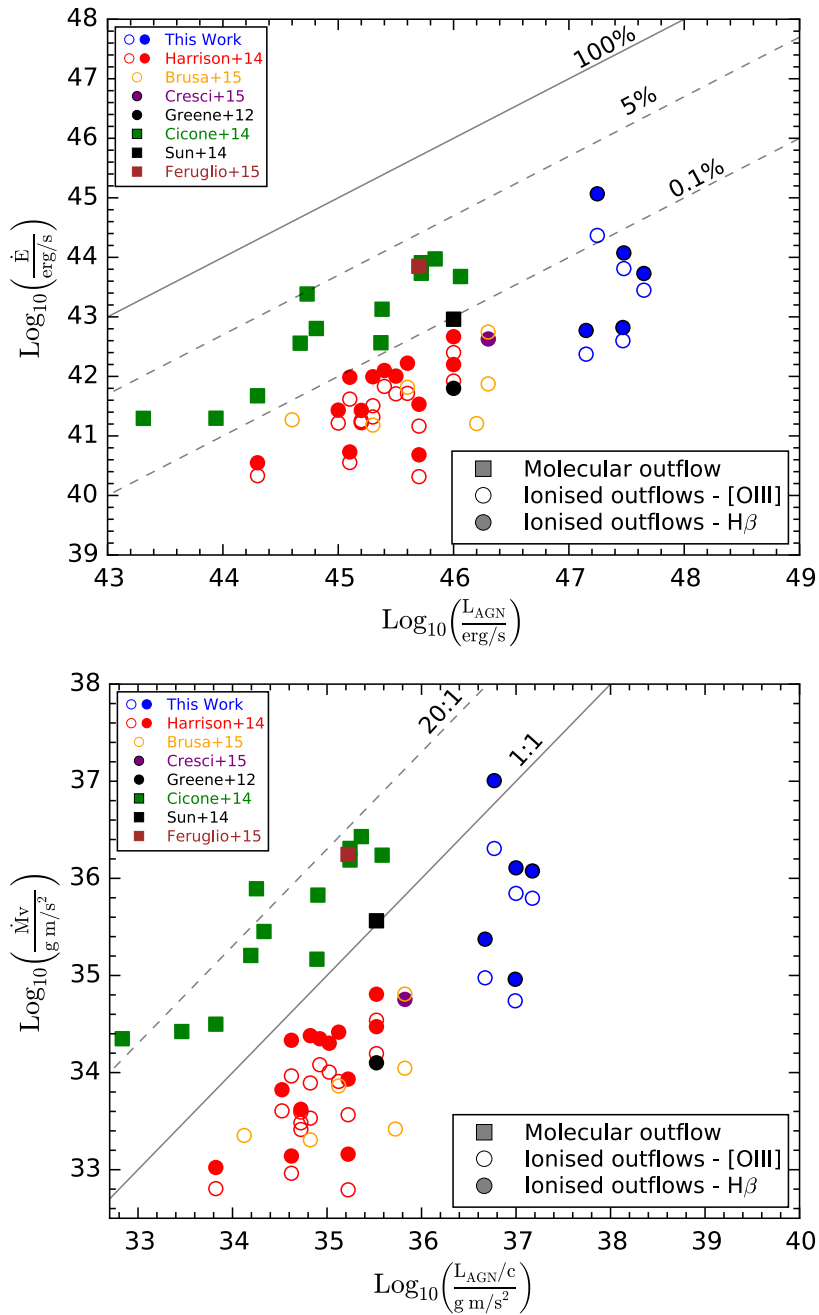 48
47
46
45
44
43
42
41
40
39
Log₁₀(Ė/erg/s)
This Work
Harrison+14
Brusa+15
Cresci+15
Greene+12
Cicone+14
Sun+14
Feruglio+15
100%
5%
0.1%
Molecular outflow
Ionised outflows - [OIII]
Ionised outflows - Hβ
43 44 45 46 47 48 49
Log₁₀(L_AGN/erg/s)
38
37
36
35
34
33
Log₁₀(Ṁv/g m/s²)
This Work
Harrison+14
Brusa+15
Cresci+15
Greene+12
Cicone+14
Sun+14
Feruglio+15
20:1
1:1
Molecular outflow
Ionised outflows - [OIII]
Ionised outflows - Hβ
33 34 35 36 37 38 39 40
Log₁₀(L_AGN/c/g m/s²)